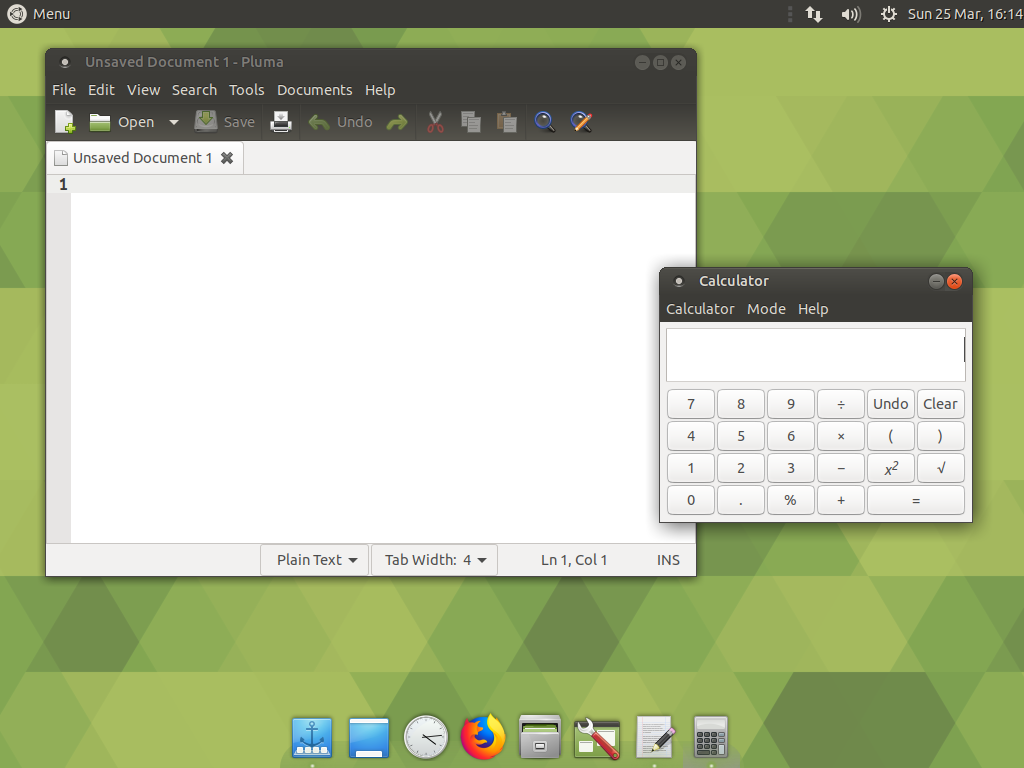 Menu
Sun 25 Mar, 16:14
Unsaved Document 1 - Pluma
File Edit View Search Tools Documents Help
Open Save Undo
Unsaved Document 1
1
Calculator
Calculator Mode Help
7 8 9 ÷ Undo Clear
4 5 6 × ( )
1 2 3 − x² √
0 . % + =
Plain Text Tab Width: 4 Ln 1, Col 1 INS